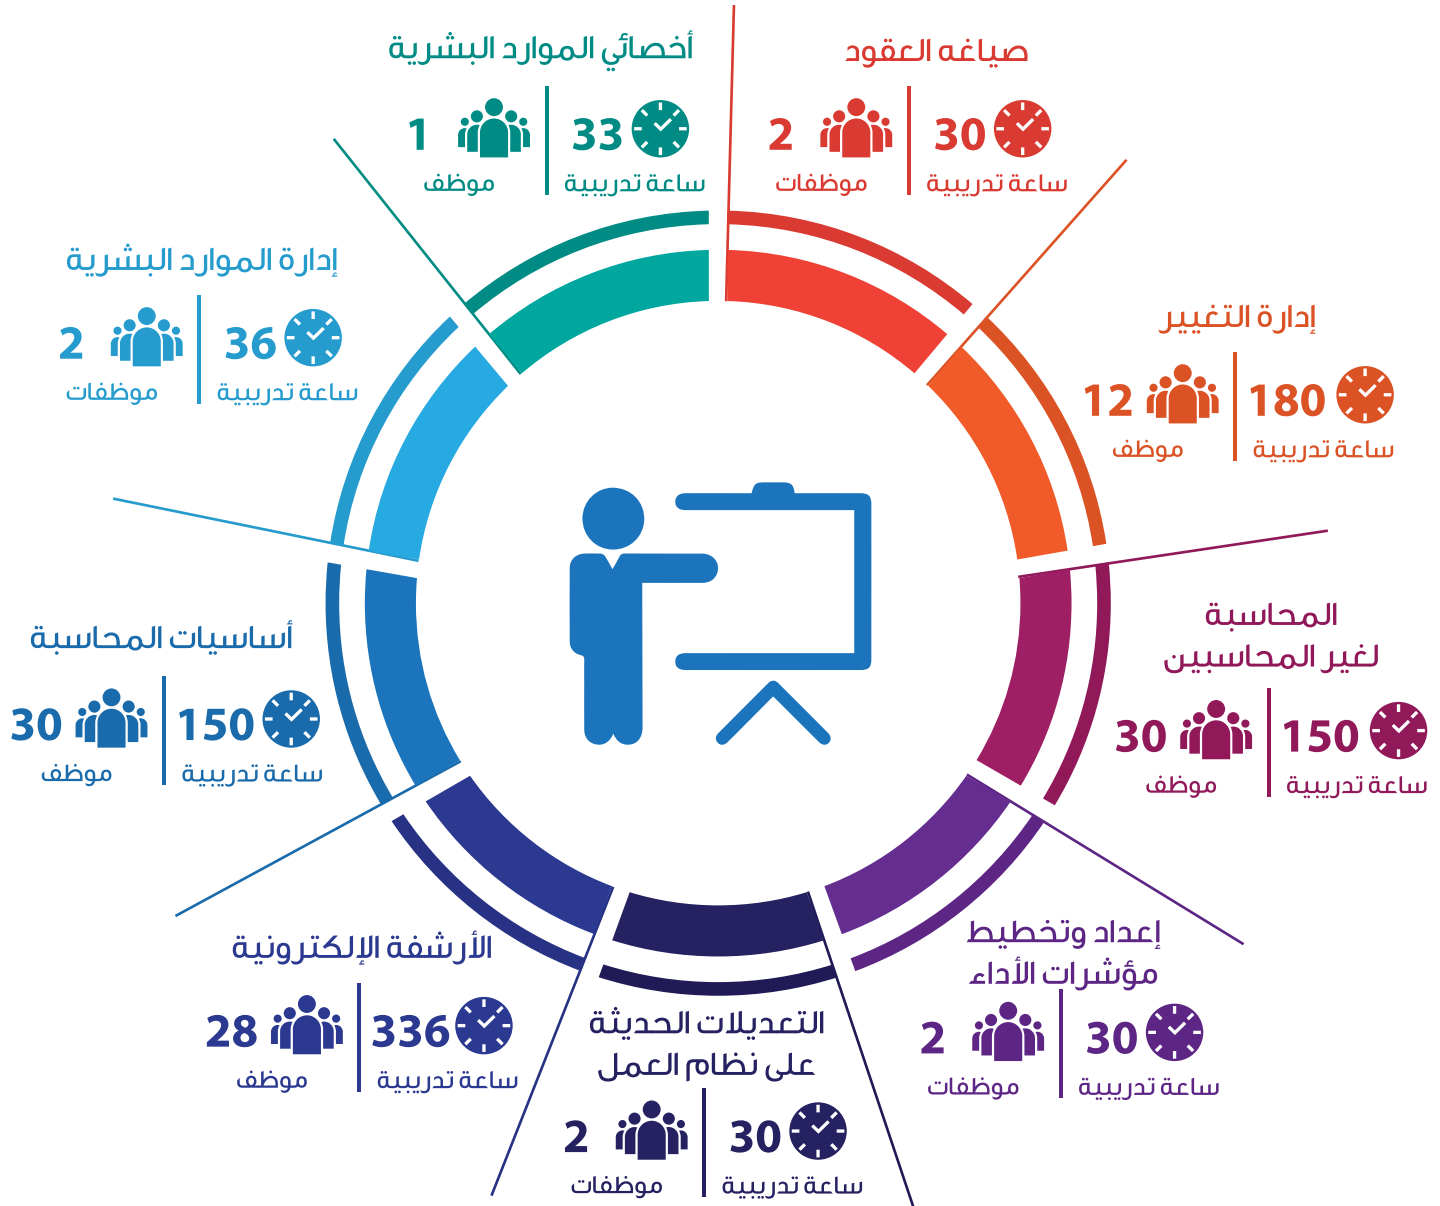 صياغه العقود
30
ساعة تدريبية
2
موظفات
إدارة التغيير
180
ساعة تدريبية
12
موظف
المحاسبة
لغير المحاسبين
150
ساعة تدريبية
30
موظف
إعداد وتخطيط
مؤشرات الأداء
30
ساعة تدريبية
2
موظفات
التعديلات الحديثة
على نظام العمل
30
ساعة تدريبية
2
موظفات
الأرشفة الإلكترونية
336
ساعة تدريبية
28
موظف
أساسيات المحاسبة
150
ساعة تدريبية
30
موظف
إدارة الموارد البشرية
36
ساعة تدريبية
2
موظفات
أخصائي الموارد البشرية
33
ساعة تدريبية
1
موظف